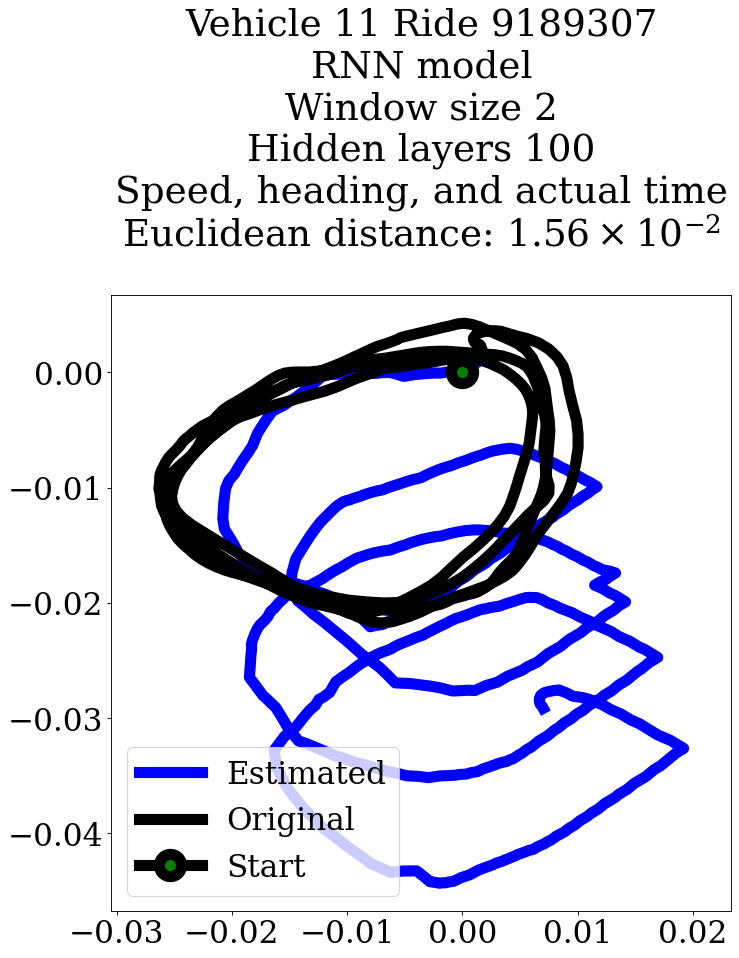 Vehicle 11 Ride 9189307
RNN model
Window size 2
Hidden layers 100
Speed, heading, and actual time
Euclidean distance: 1.56 × 10⁻²
0.00
−0.01
−0.02
−0.03
−0.04
Estimated
Original
Start
−0.03 −0.02 −0.01 0.00 0.01 0.02